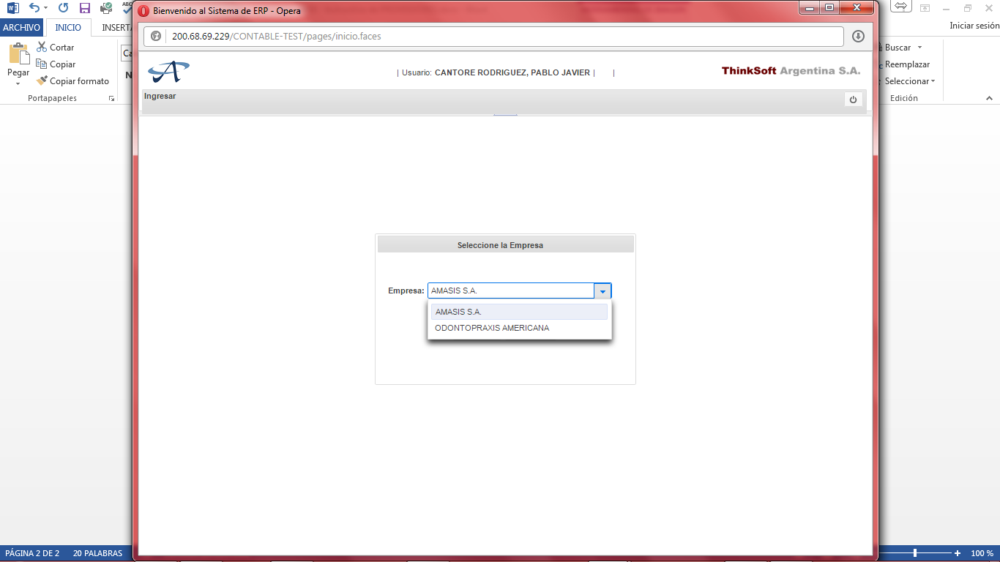 Bienvenido al Sistema de ERP - Opera
ARCHIVO INICIO INSERTA
Iniciar sesión
200.68.69.229/CONTABLE-TEST/pages/inicio.faces
Pegar
Cortar
Copiar
Copiar formato
Portapapeles
Ca
N
Buscar
Reemplazar
Seleccionar
Edición
| Usuario: CANTORE RODRIGUEZ, PABLO JAVIER | |
ThinkSoft Argentina S.A.
Ingresar
Seleccione la Empresa
Empresa: AMASIS S.A.
AMASIS S.A.
ODONTOPRAXIS AMERICANA
PÁGINA 2 DE 2 20 PALABRAS
100 %